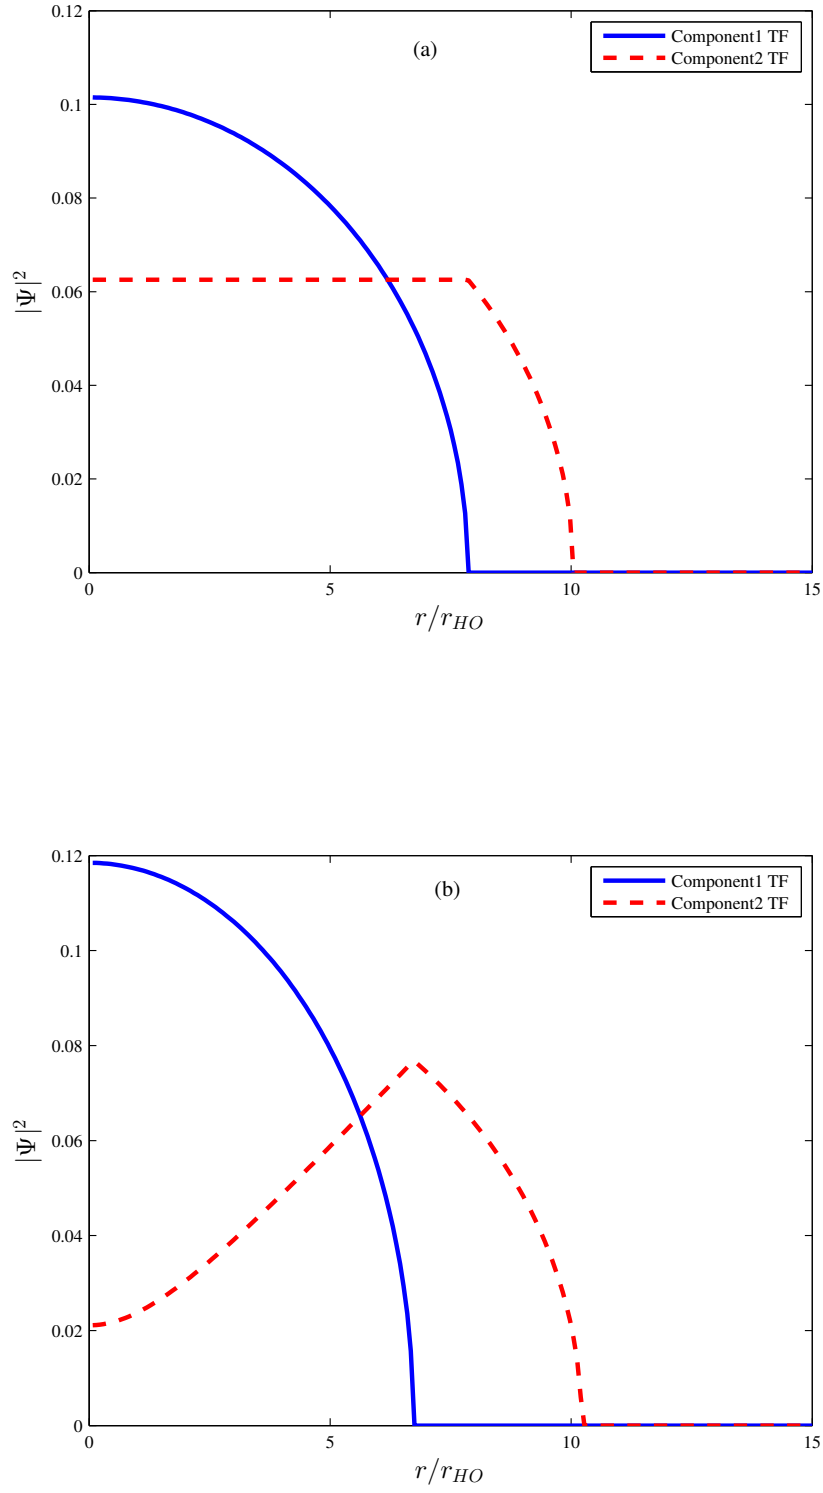 0.12
(a)
Component1 TF
Component2 TF
0.1
0.08
0.06
|Ψ|²
0.04
0.02
0
0 5 10 15
r/r_{HO}
0.12
(b)
Component1 TF
Component2 TF
0.1
0.08
0.06
|Ψ|²
0.04
0.02
0
0 5 10 15
r/r_{HO}